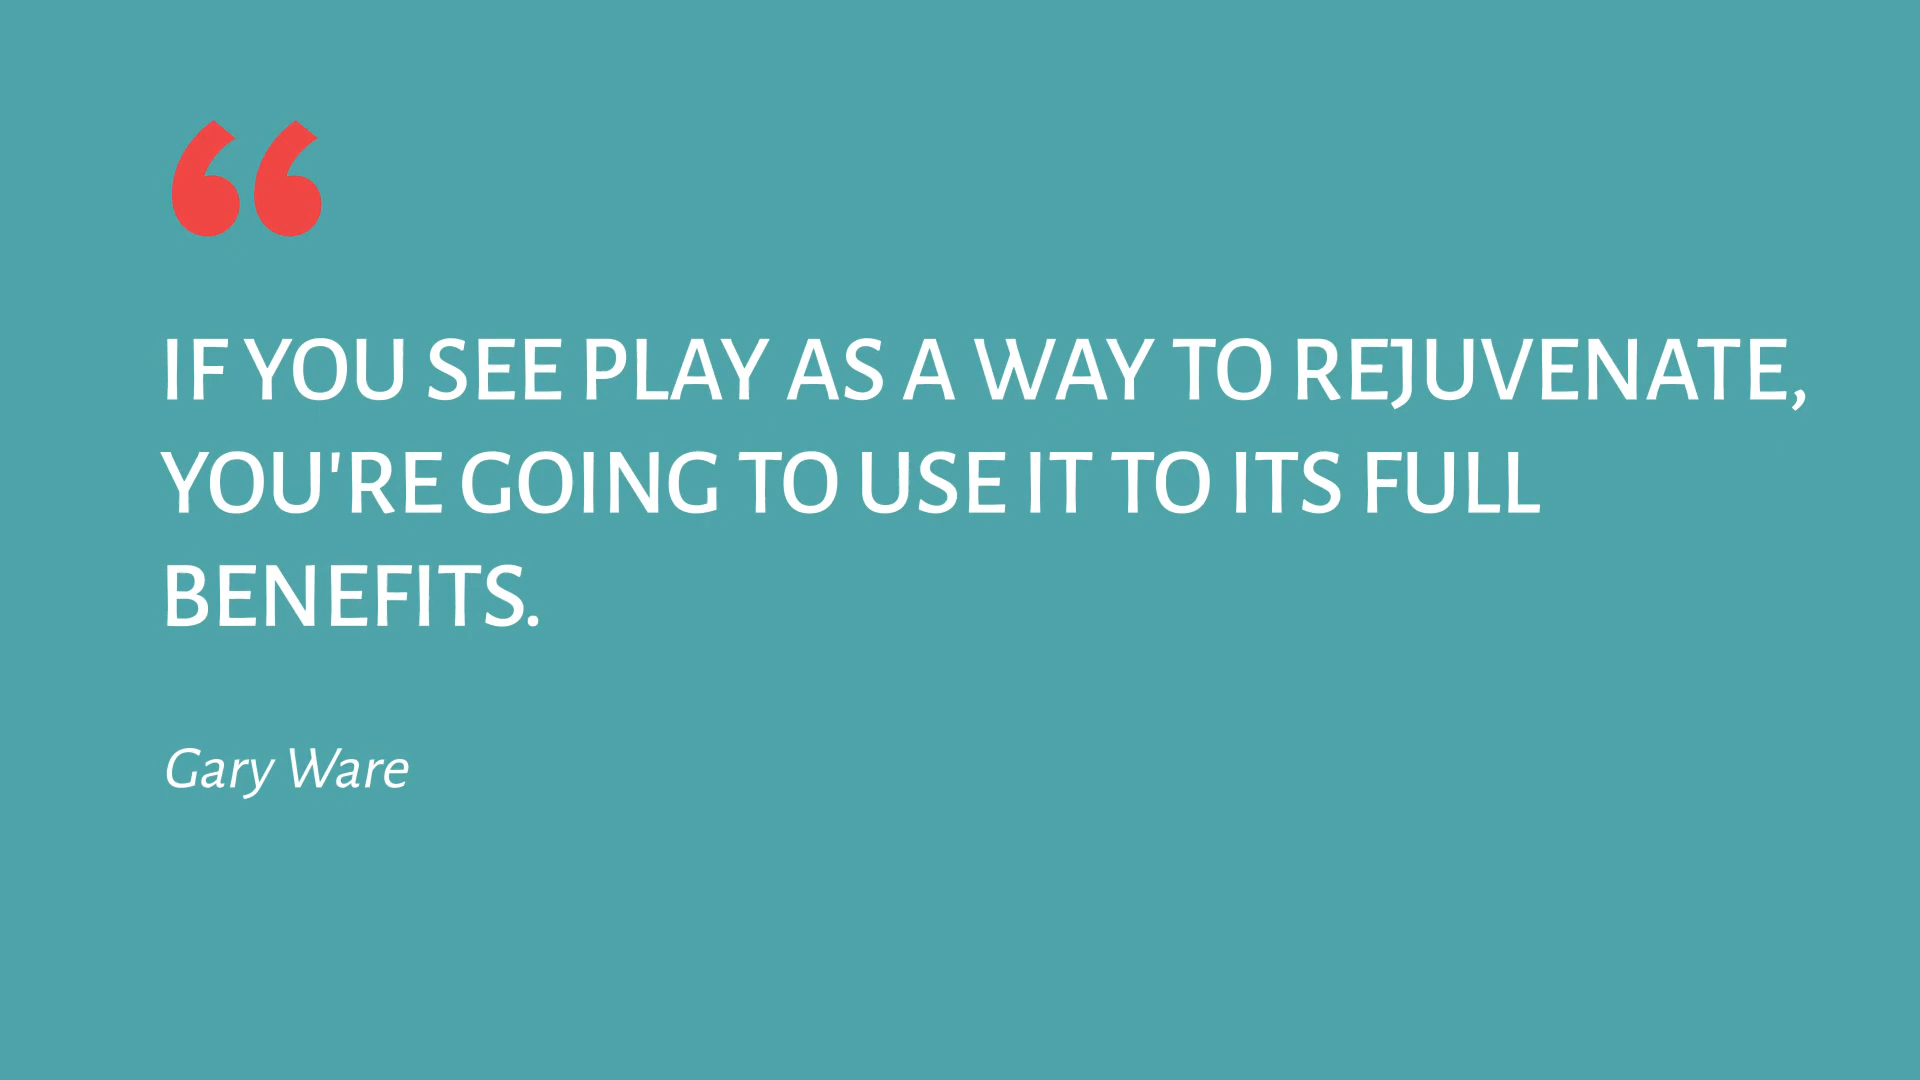 “
IF YOU SEE PLAY AS A WAY TO REJUVENATE,
YOU'RE GOING TO USE IT TO ITS FULL
BENEFITS.
Gary Ware